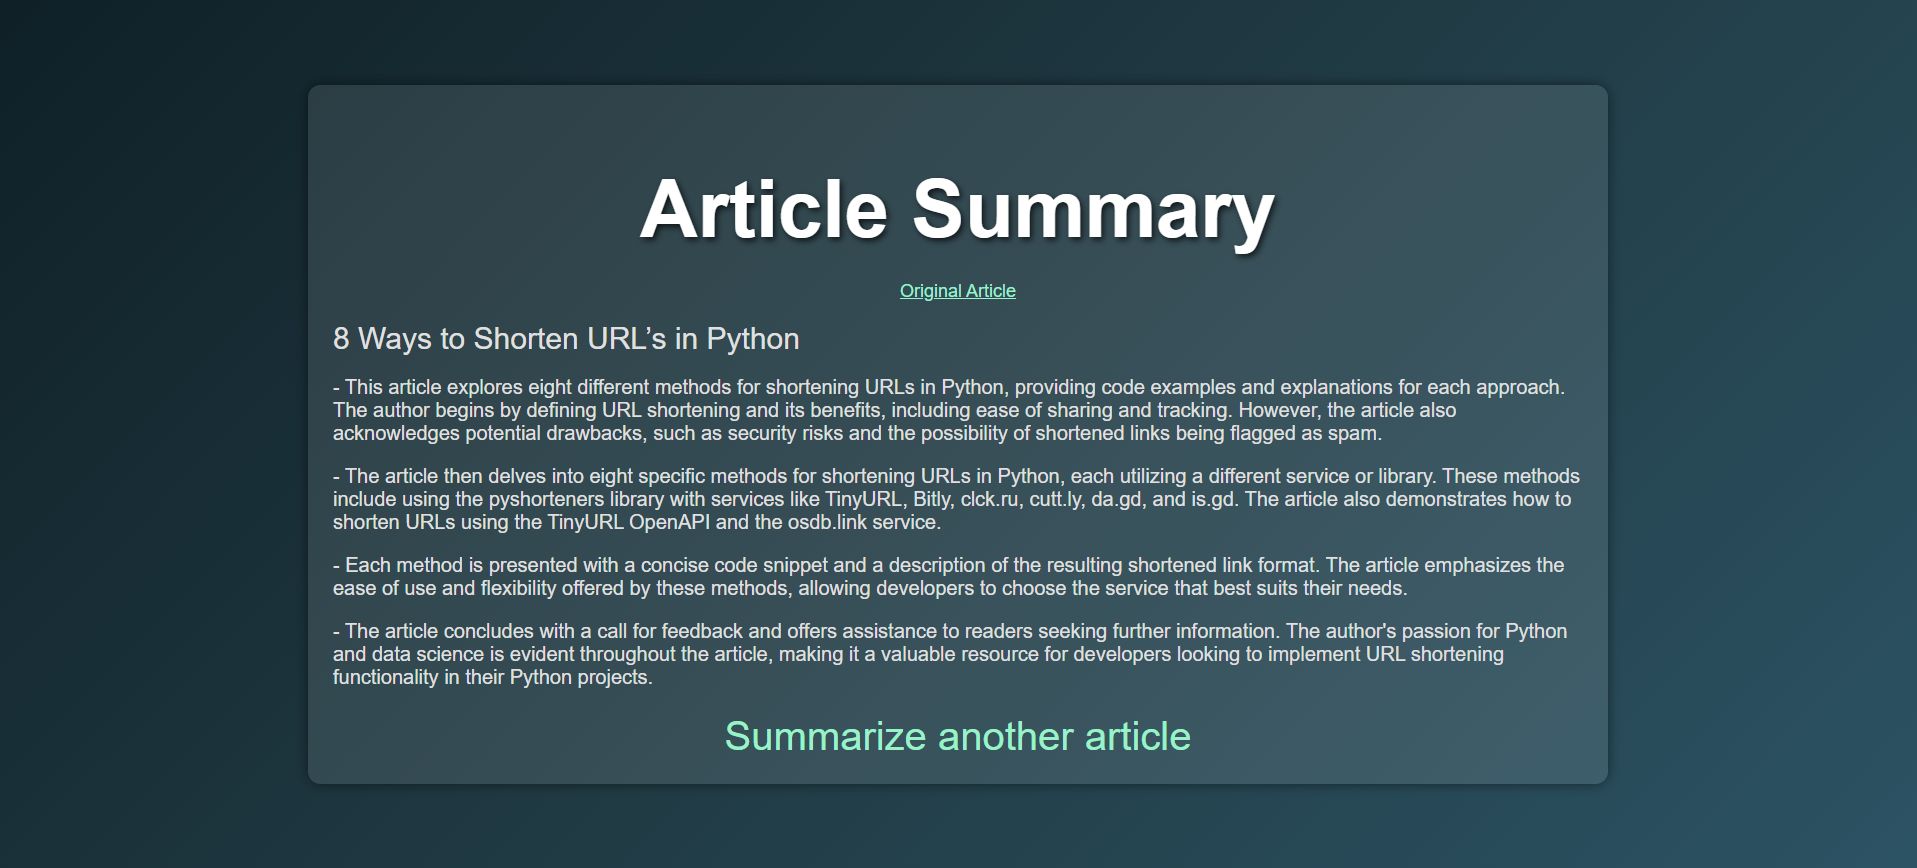 Article Summary
Original Article
8 Ways to Shorten URL’s in Python
- This article explores eight different methods for shortening URLs in Python, providing code examples and explanations for each approach.
The author begins by defining URL shortening and its benefits, including ease of sharing and tracking. However, the article also
acknowledges potential drawbacks, such as security risks and the possibility of shortened links being flagged as spam.
- The article then delves into eight specific methods for shortening URLs in Python, each utilizing a different service or library. These methods
include using the pyshorteners library with services like TinyURL, Bitly, clck.ru, cutt.ly, da.gd, and is.gd. The article also demonstrates how to
shorten URLs using the TinyURL OpenAPI and the osdb.link service.
- Each method is presented with a concise code snippet and a description of the resulting shortened link format. The article emphasizes the
ease of use and flexibility offered by these methods, allowing developers to choose the service that best suits their needs.
- The article concludes with a call for feedback and offers assistance to readers seeking further information. The author's passion for Python
and data science is evident throughout the article, making it a valuable resource for developers looking to implement URL shortening
functionality in their Python projects.
Summarize another article